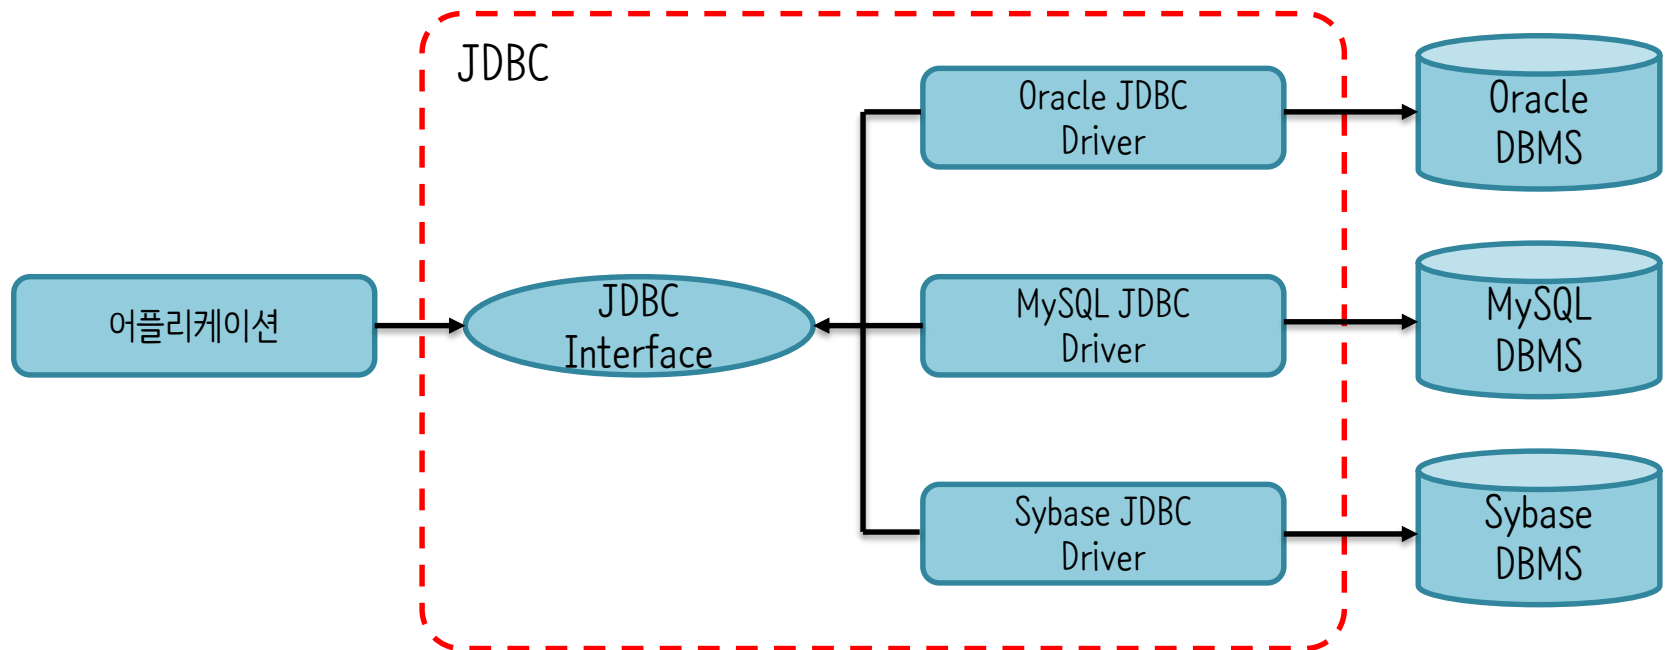 JDBC
Oracle JDBC
Driver
Oracle
DBMS
어플리케이션
JDBC
Interface
MySQL JDBC
Driver
MySQL
DBMS
Sybase JDBC
Driver
Sybase
DBMS